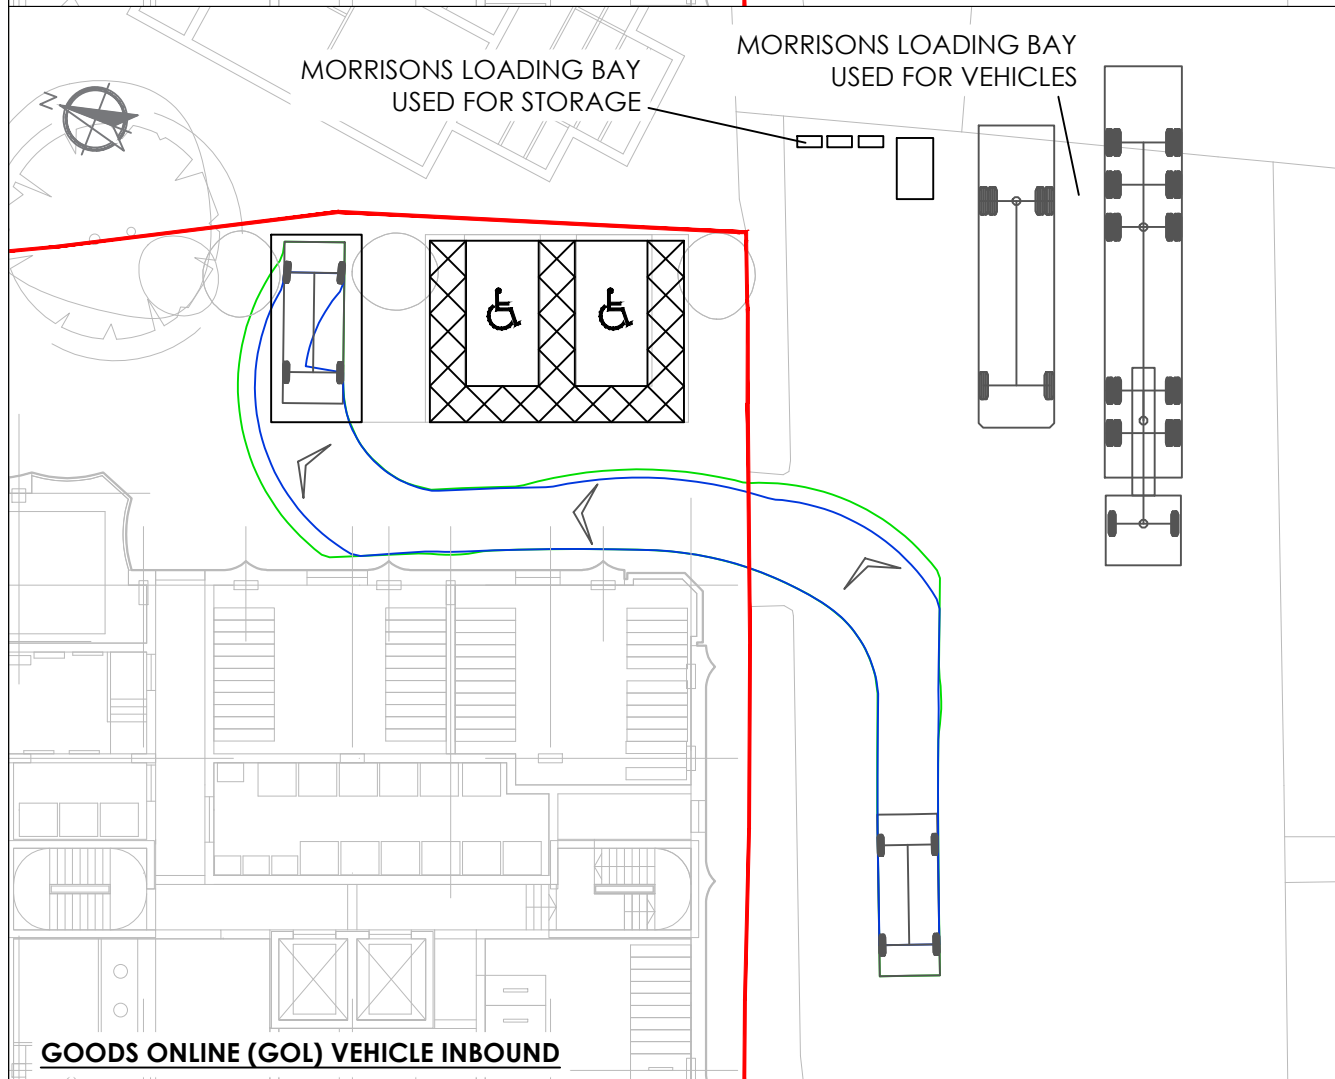 MORRISONS LOADING BAY
USED FOR STORAGE
MORRISONS LOADING BAY
USED FOR VEHICLES
N
GOODS ONLINE (GOL) VEHICLE INBOUND